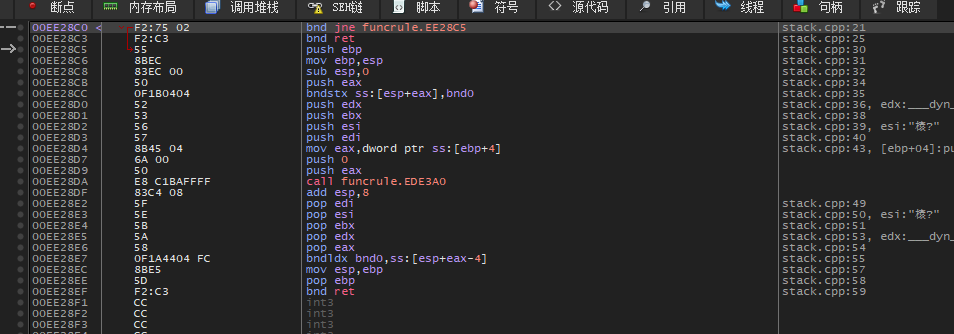 断点 内存布局 调用堆栈 SEH链 脚本 符号 源代码 引用 线程 句柄 跟踪
00EE28C0 < F2:75 02 bnd jne funcrule.EE28C5 stack.cpp:21
00EE28C3 F2:C3 bnd ret stack.cpp:25
00EE28C5 55 push ebp stack.cpp:30
00EE28C6 8BEC mov ebp,esp stack.cpp:31
00EE28C8 83EC 00 sub esp,0 stack.cpp:32
00EE28CB 50 push eax stack.cpp:34
00EE28CC 0F1B0404 bndstx ss:[esp+eax],bnd0 stack.cpp:35
00EE28D0 52 push edx stack.cpp:36, edx:___dyn_
00EE28D1 53 push ebx stack.cpp:38
00EE28D2 56 push esi stack.cpp:39, esi:"榬?"
00EE28D3 57 push edi stack.cpp:40
00EE28D4 8B45 04 mov eax,dword ptr ss:[ebp+4] stack.cpp:43, [ebp+04]:pu
00EE28D7 6A 00 push 0
00EE28D9 50 push eax
00EE28DA E8 C1BAFFFF call funcrule.EDE3A0
00EE28DF 83C4 08 add esp,8
00EE28E2 5F pop edi stack.cpp:49
00EE28E3 5E pop esi stack.cpp:50, esi:"榬?"
00EE28E4 5B pop ebx stack.cpp:51
00EE28E5 5A pop edx stack.cpp:53, edx:___dyn_
00EE28E6 58 pop eax stack.cpp:54
00EE28E7 0F1A4404 FC bndldx bnd0,ss:[esp+eax-4] stack.cpp:55
00EE28EC 8BE5 mov esp,ebp stack.cpp:57
00EE28EE 5D pop ebp stack.cpp:58
00EE28EF F2:C3 bnd ret stack.cpp:59
00EE28F1 CC int3
00EE28F2 CC int3
00EE28F3 CC int3